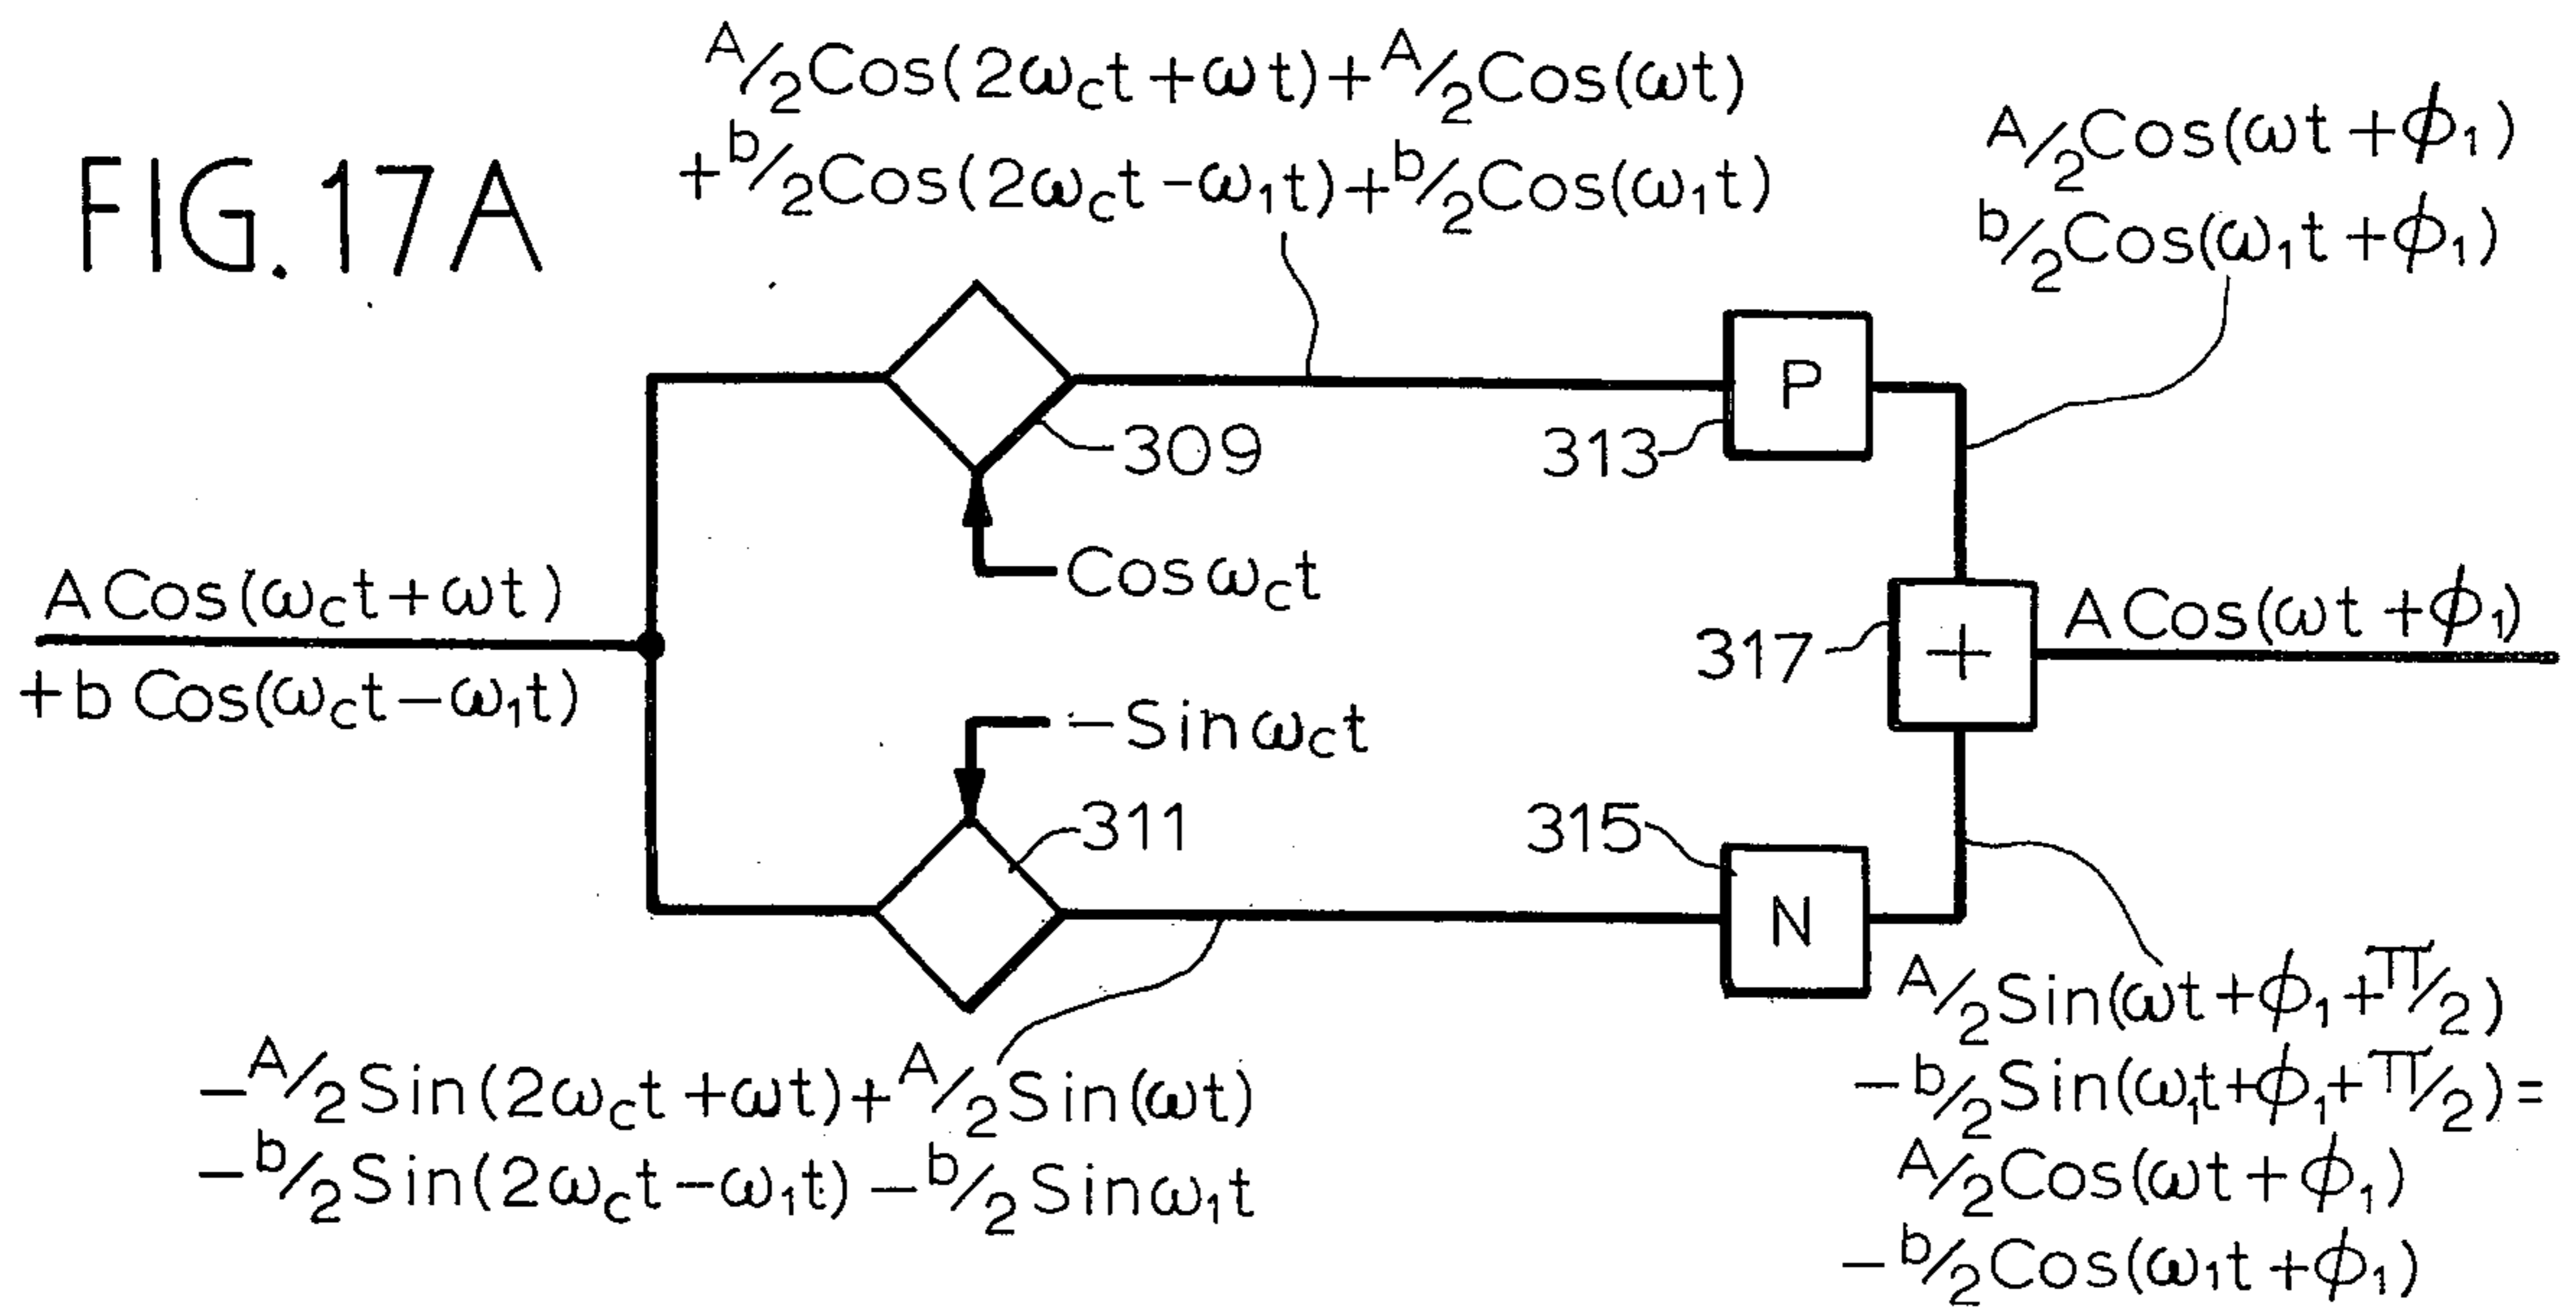 FIG.17A
A/2Cos(2ωct+ωt)+A/2Cos(ωt)
+b/2Cos(2ωct-ω1t)+b/2Cos(ω1t)
A/2Cos(ωt+ϕ1)
b/2Cos(ω1t+ϕ1)
P
309
313
Cosωct
ACos(ωct+ωt)
+b Cos(ωct-ω1t)
317
+
ACos(ωt+ϕ1)
-Sinωct
311
315
N
-A/2Sin(2ωct+ωt)+A/2Sin(ωt)
-b/2Sin(2ωct-ω1t)-b/2Sinω1t
A/2Sin(ωt+ϕ1+π/2)
-b/2Sin(ω1t+ϕ1+π/2)=
A/2Cos(ωt+ϕ1)
-b/2Cos(ω1t+ϕ1)